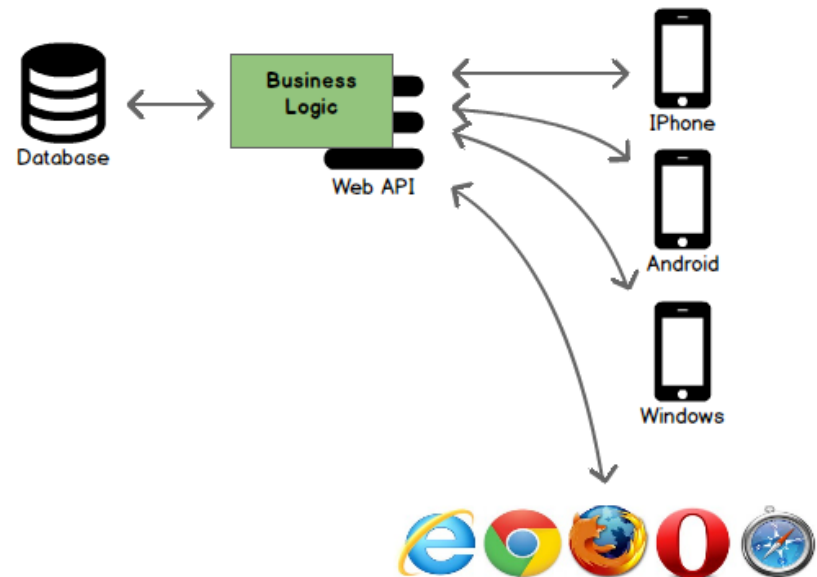 Business
Logic
Database
Web API
IPhone
Android
Windows